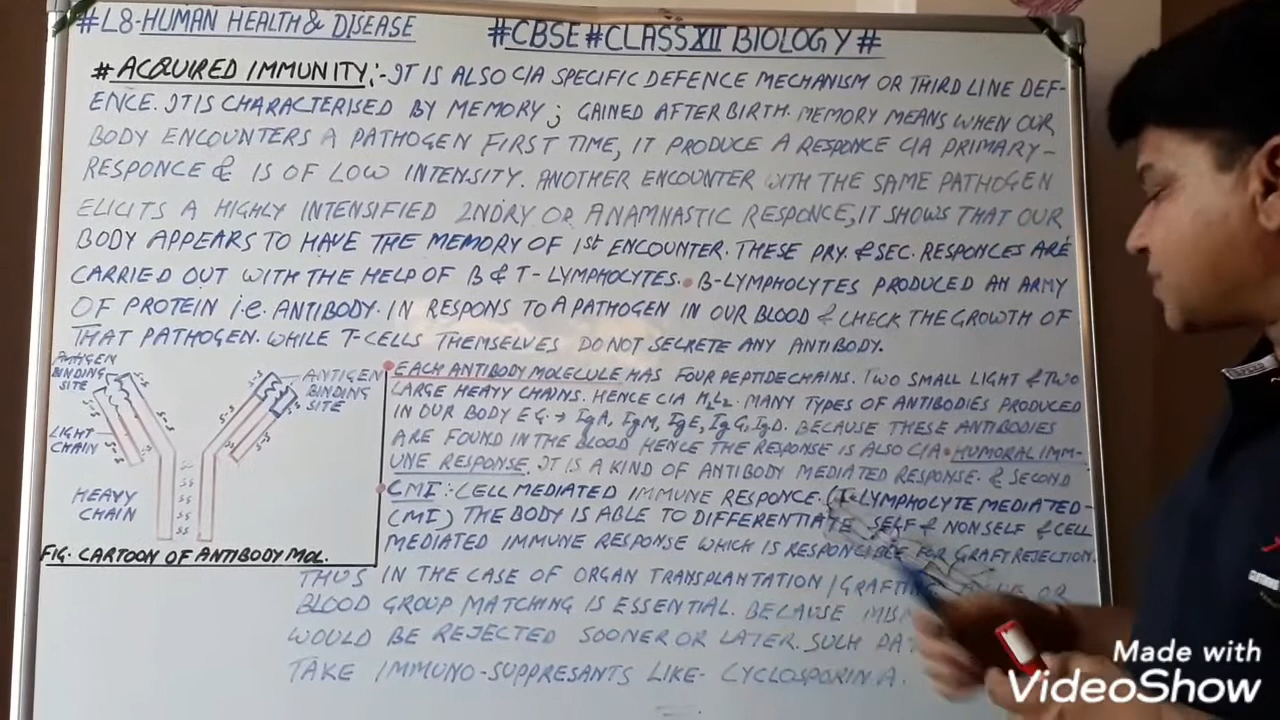 #L8-HUMAN HEALTH & DISEASE
#CBSE #CLASS XII BIOLOGY #
# ACQUIRED IMMUNITY:- IT IS ALSO C/A SPECIFIC DEFENCE MECHANISM OR THIRD LINE DEF-
ENCE. IT IS CHARACTERISED BY MEMORY; GAINED AFTER BIRTH. MEMORY MEANS WHEN OUR
BODY ENCOUNTERS A PATHOGEN FIRST TIME, IT PRODUCE A RESPONCE C/A PRIMARY-
RESPONCE & IS OF LOW INTENSITY. ANOTHER ENCOUNTER WITH THE SAME PATHOGEN
ELICITS A HIGHLY INTENSIFIED 2NDRY OR ANAMNASTIC RESPONCE, IT SHOWS THAT OUR
BODY APPEARS TO HAVE THE MEMORY OF 1st ENCOUNTER. THESE PRY. & SEC. RESPONCES ARE
CARRIED OUT WITH THE HELP OF B & T-LYMPHOLYTES. B-LYMPHOLYTES PRODUCED AN ARMY
OF PROTEIN i.e. ANTIBODY. IN RESPONS TO A PATHOGEN IN OUR BLOOD & CHECK THE GROWTH OF
THAT PATHOGEN. WHILE T-CELLS THEMSELVES DO NOT SECRETE ANY ANTIBODY.
BINDING SITE
S-S
S-S
S-S
S-S
LIGHT CHAIN
HEAVY CHAIN
SS
SS
SS
SS
SS
ANTIGEN BINDING SITE
S-S
S-S
FIG. CARTOON OF ANTIBODY MOL.
EACH ANTIBODY MOLECULE HAS FOUR PEPTIDE CHAINS. TWO SMALL LIGHT & TWO
LARGE HEAVY CHAINS. HENCE C/A H2L2. MANY TYPES OF ANTIBODIES PRODUCED
IN OUR BODY E.G. → IgA, IgM, IgE, IgG, IgD. BECAUSE THESE ANTIBODIES
ARE FOUND IN THE BLOOD HENCE THE RESPONSE IS ALSO C/A HUMORAL IMM-
UNE RESPONSE. IT IS A KIND OF ANTIBODY MEDIATED RESPONSE. & SECOND
CMI:- CELL MEDIATED IMMUNE RESPONCE. (T-LYMPHOLYTE MEDIATED-
(MI) THE BODY IS ABLE TO DIFFERENTIATE SELF & NONSELF & CELL
MEDIATED IMMUNE RESPONSE WHICH IS RESPONCIBLE FOR GRAFT REJECTION.
THUS IN THE CASE OF ORGAN TRANSPLANTATION / GRAFTING OR
BLOOD GROUP MATCHING IS ESSENTIAL. BECAUSE
WOULD BE REJECTED SOONER OR LATER. SUCH
TAKE IMMUNO-SUPPRESANTS LIKE- CYCLOSPORIN A.
Made with
VideoShow